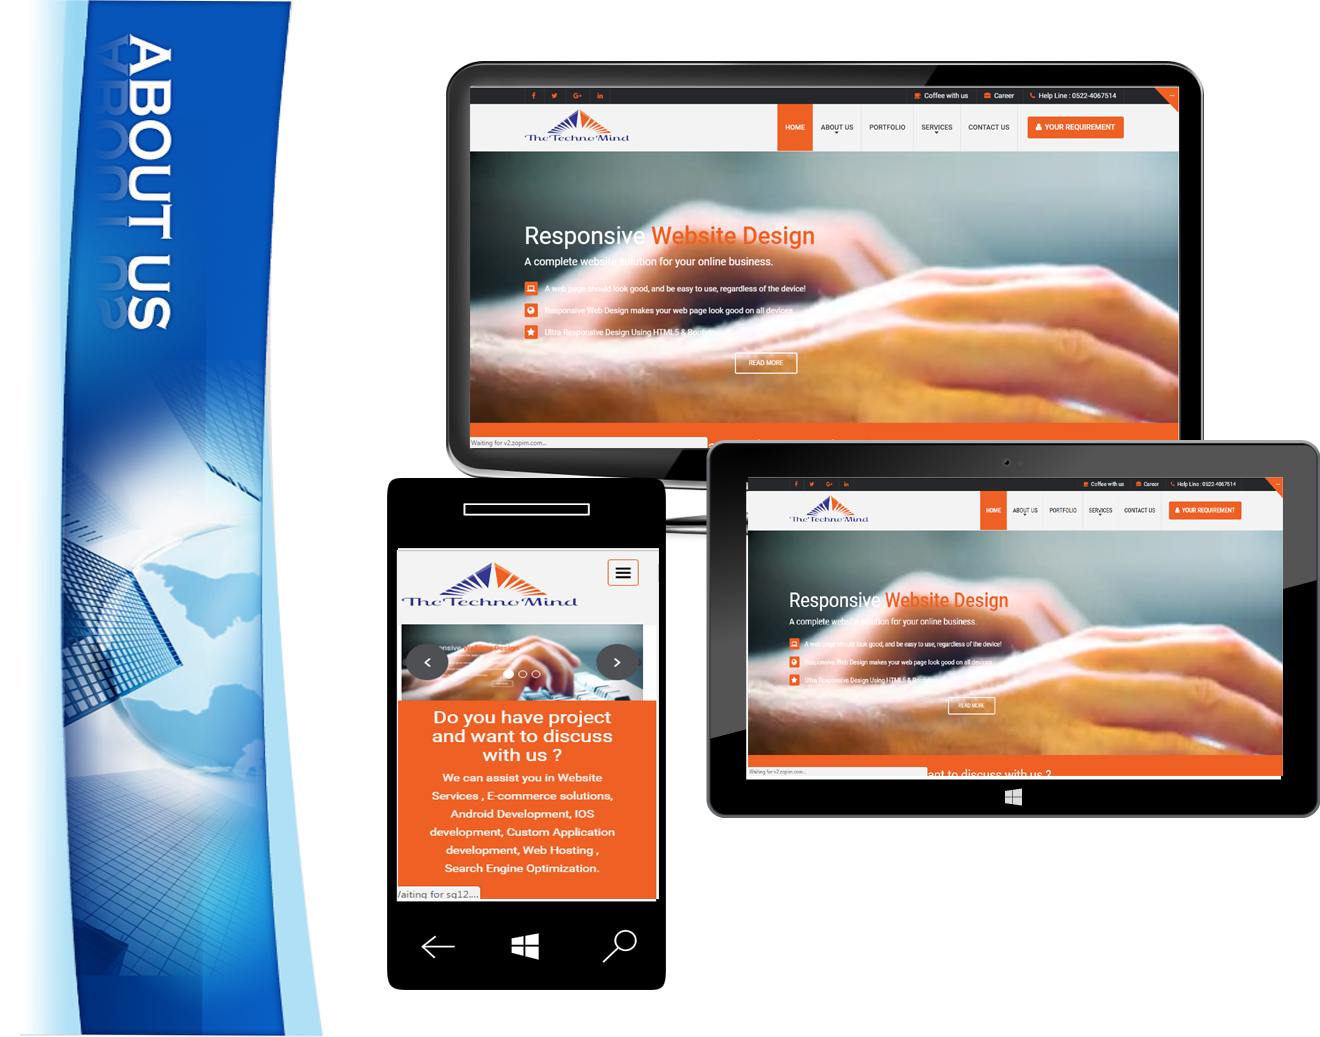 ABOUT US
Coffee with us
Career
Help Line : 0522-4067514
The Techno Mind
HOME
ABOUT US
PORTFOLIO
SERVICES
CONTACT US
YOUR REQUIREMENT
Responsive Website Design
A complete website solution for your online business.
A web page should look good, and be easy to use, regardless of the device!
Responsive Web Design makes your web page look good on all devices
Ultra Responsive Design Using HTML5 &
READ MORE
Waiting for v2.zopim.com...
Coffee with us
Career
Help Line : 0522-4067514
The Techno Mind
HOME
ABOUT US
PORTFOLIO
SERVICES
CONTACT US
YOUR REQUIREMENT
Responsive Website Design
A complete website solution for your online business.
A web page should look good, and be easy to use, regardless of the device!
Responsive Web Design makes your web page look good on all devices
Ultra Responsive Design Using HTML5 &
READ MORE
Waiting for v2.zopim.com...
ant to discuss with us ?
The Techno Mind
Do you have project
and want to discuss
with us ?
We can assist you in Website
Services , E-commerce solutions,
Android Development, IOS
development, Custom Application
development, Web Hosting ,
Search Engine Optimization.
aiting for sq12....